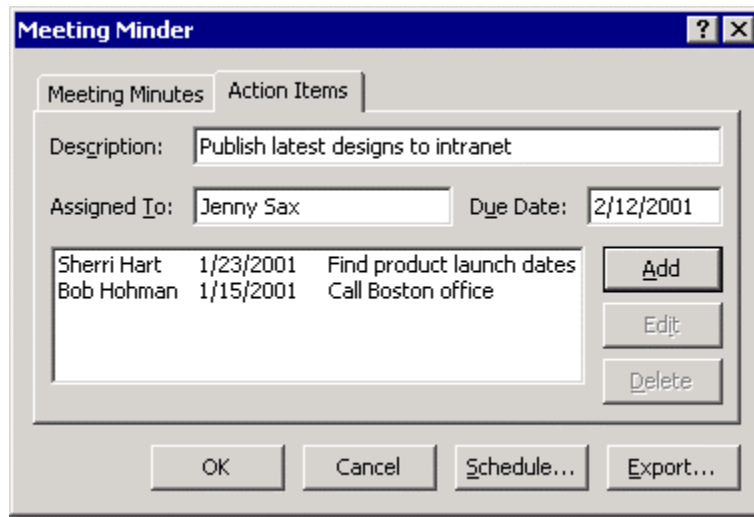 Meeting Minder
Meeting Minutes Action Items
Description: Publish latest designs to intranet
Assigned To: Jenny Sax Due Date: 2/12/2001
Sherri Hart 1/23/2001 Find product launch dates
Bob Hohman 1/15/2001 Call Boston office
Add
Edit
Delete
OK Cancel Schedule... Export...